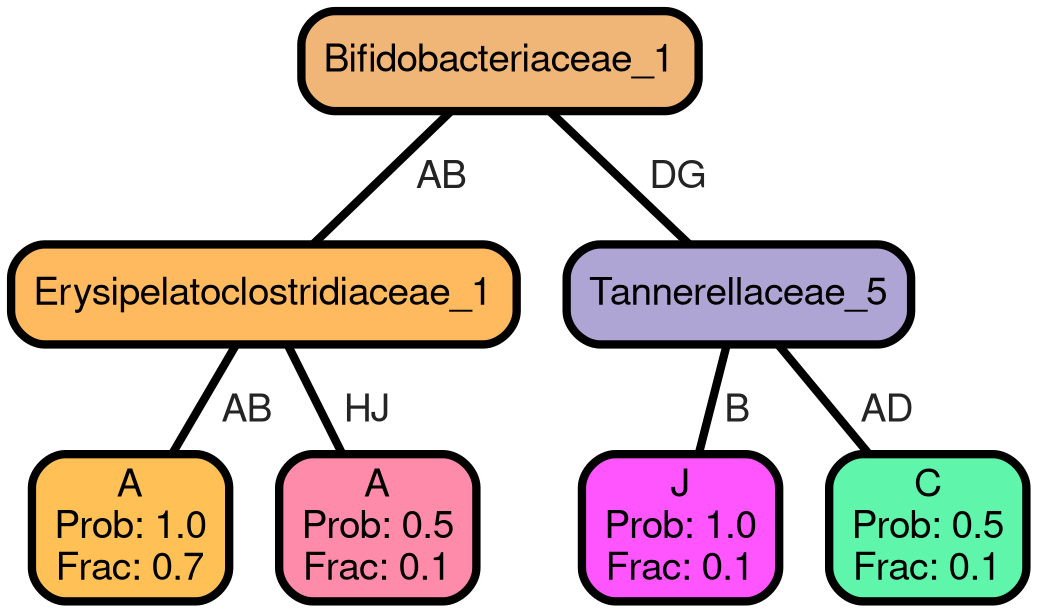 Bifidobacteriaceae_1
AB
DG
Erysipelatoclostridiaceae_1
Tannerellaceae_5
AB
HJ
B
AD
A
Prob: 1.0
Frac: 0.7
A
Prob: 0.5
Frac: 0.1
J
Prob: 1.0
Frac: 0.1
C
Prob: 0.5
Frac: 0.1